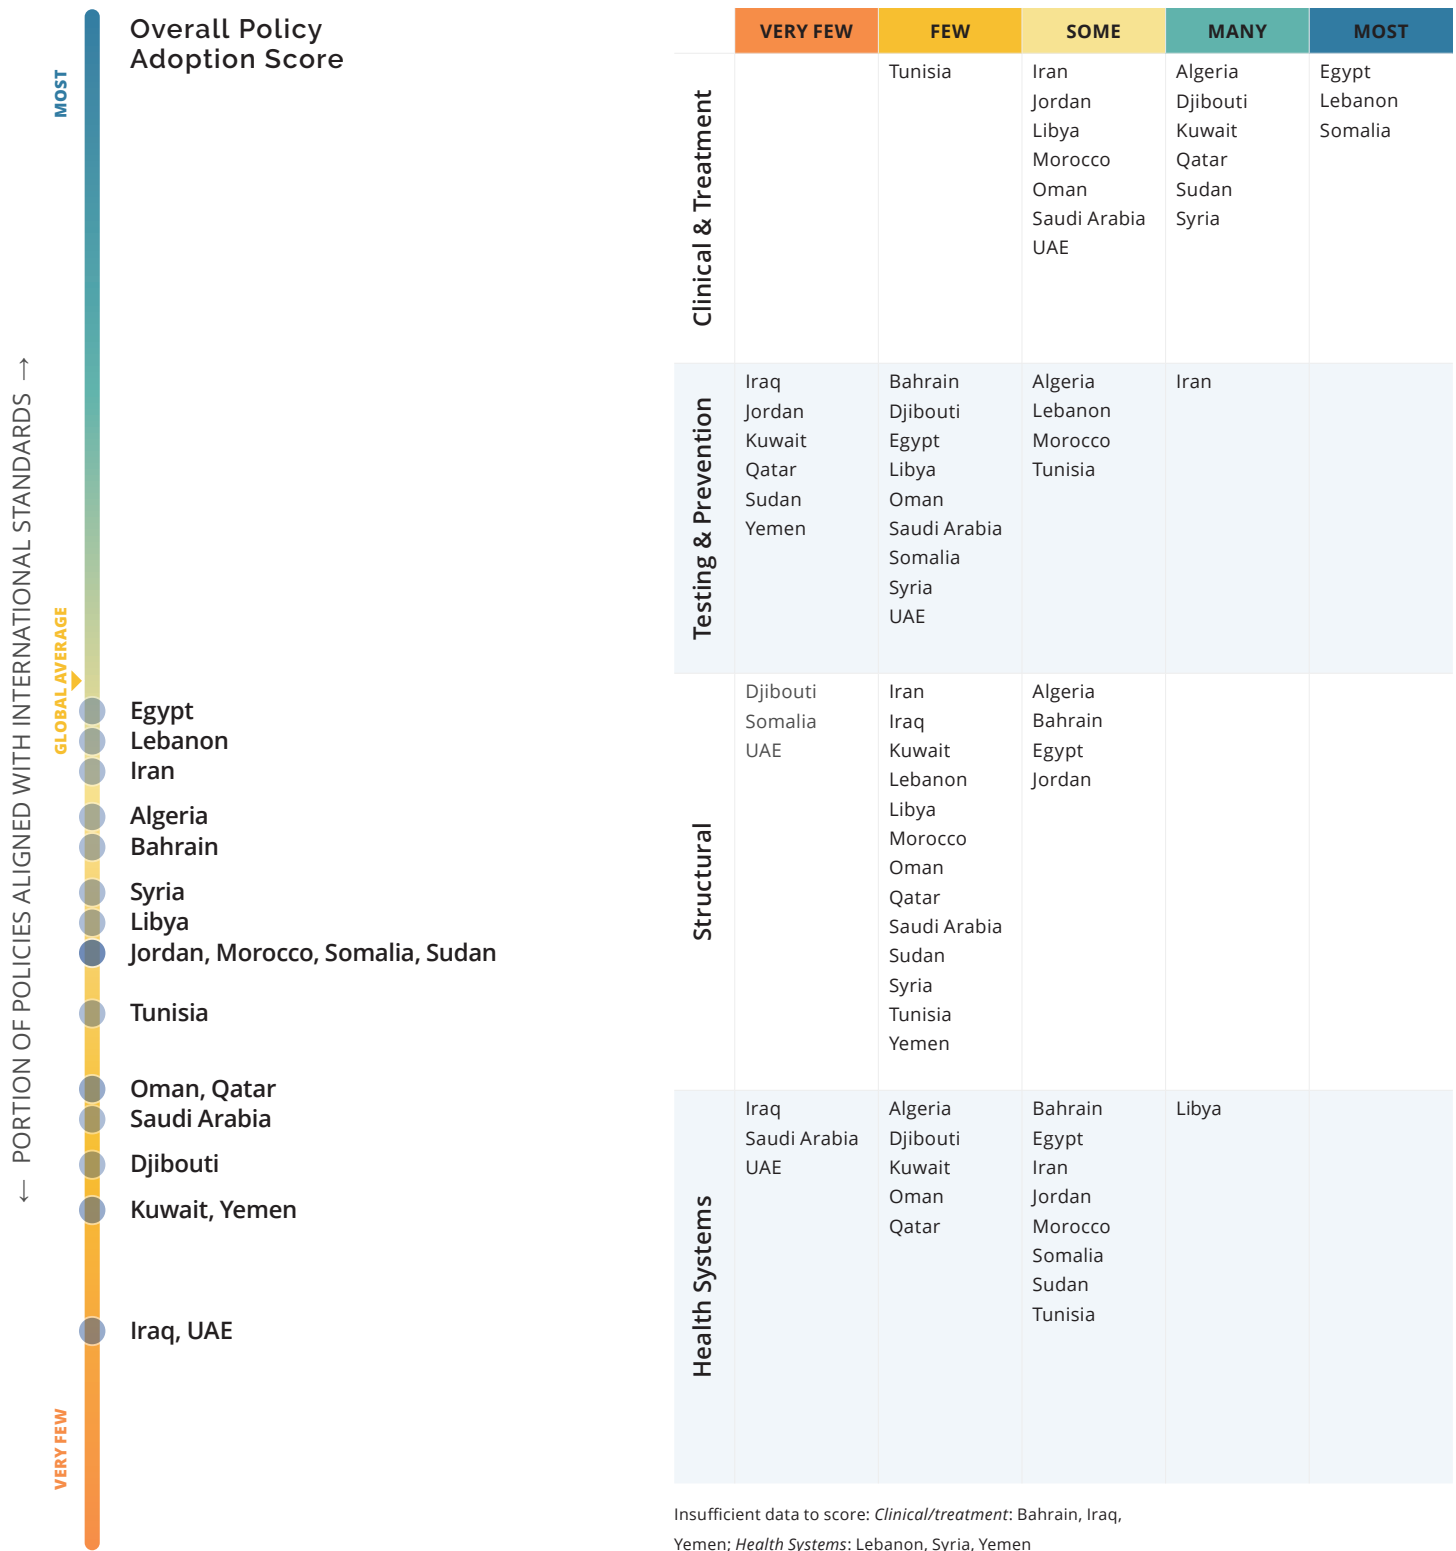 Overall Policy
Adoption Score
MOST
← PORTION OF POLICIES ALIGNED WITH INTERNATIONAL STANDARDS →
GLOBAL AVERAGE
VERY FEW
Egypt
Lebanon
Iran
Algeria
Bahrain
Syria
Libya
Jordan, Morocco, Somalia, Sudan
Tunisia
Oman, Qatar
Saudi Arabia
Djibouti
Kuwait, Yemen
Iraq, UAE
VERY FEW
FEW
SOME
MANY
MOST
Clinical & Treatment
Tunisia
Iran
Jordan
Libya
Morocco
Oman
Saudi Arabia
UAE
Algeria
Djibouti
Kuwait
Qatar
Sudan
Syria
Egypt
Lebanon
Somalia
Testing & Prevention
Iraq
Jordan
Kuwait
Qatar
Sudan
Yemen
Bahrain
Djibouti
Egypt
Libya
Oman
Saudi Arabia
Somalia
Syria
UAE
Algeria
Lebanon
Morocco
Tunisia
Iran
Structural
Djibouti
Somalia
UAE
Iran
Iraq
Kuwait
Lebanon
Libya
Morocco
Oman
Qatar
Saudi Arabia
Sudan
Syria
Tunisia
Yemen
Algeria
Bahrain
Egypt
Jordan
Health Systems
Iraq
Saudi Arabia
UAE
Algeria
Djibouti
Kuwait
Oman
Qatar
Bahrain
Egypt
Iran
Jordan
Morocco
Somalia
Sudan
Tunisia
Libya
Insufficient data to score: Clinical/treatment: Bahrain, Iraq,
Yemen; Health Systems: Lebanon, Syria, Yemen